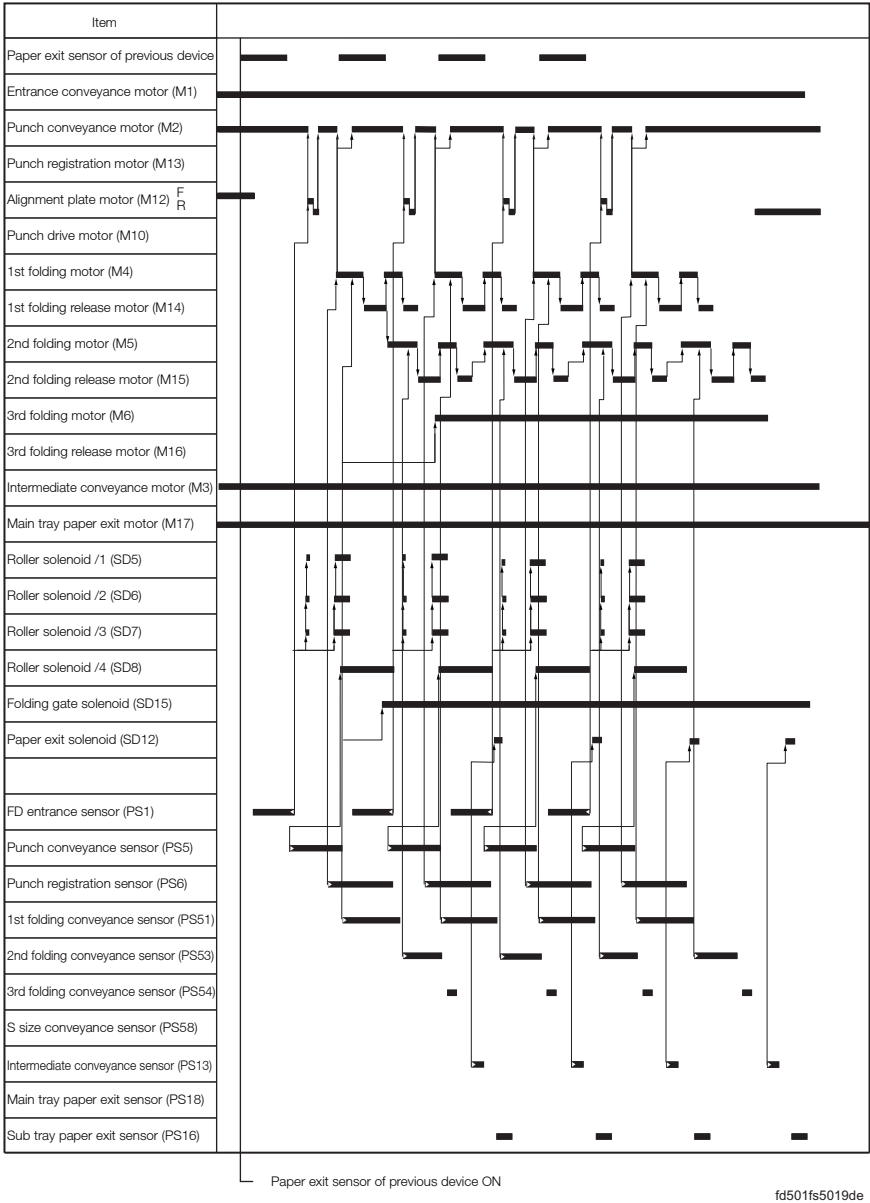 Item
Paper exit sensor of previous device
Entrance conveyance motor (M1)
Punch conveyance motor (M2)
Punch registration motor (M13)
Alignment plate motor (M12) F
R
Punch drive motor (M10)
1st folding motor (M4)
1st folding release motor (M14)
2nd folding motor (M5)
2nd folding release motor (M15)
3rd folding motor (M6)
3rd folding release motor (M16)
Intermediate conveyance motor (M3)
Main tray paper exit motor (M17)
Roller solenoid /1 (SD5)
Roller solenoid /2 (SD6)
Roller solenoid /3 (SD7)
Roller solenoid /4 (SD8)
Folding gate solenoid (SD15)
Paper exit solenoid (SD12)
FD entrance sensor (PS1)
Punch conveyance sensor (PS5)
Punch registration sensor (PS6)
1st folding conveyance sensor (PS51)
2nd folding conveyance sensor (PS53)
3rd folding conveyance sensor (PS54)
S size conveyance sensor (PS58)
Intermediate conveyance sensor (PS13)
Main tray paper exit sensor (PS18)
Sub tray paper exit sensor (PS16)
Paper exit sensor of previous device ON
fd501fs5019de